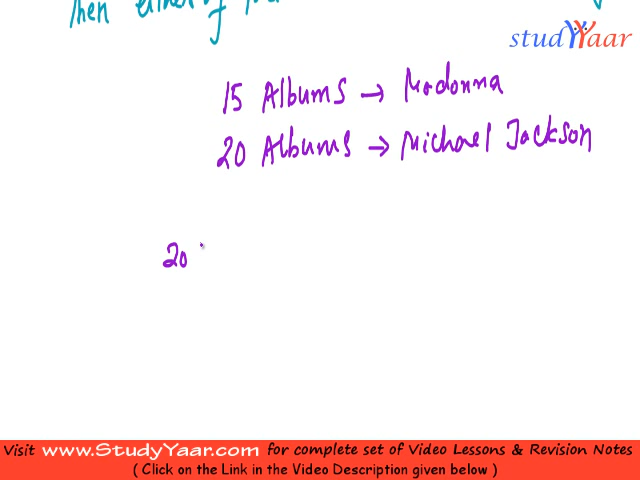 Then either of
studYYaar
15 Albums → Madonna
20 Albums → Michael Jackson
20
Visit www.StudyYaar.com for complete set of Video Lessons & Revision Notes
( Click on the Link in the Video Description given below )